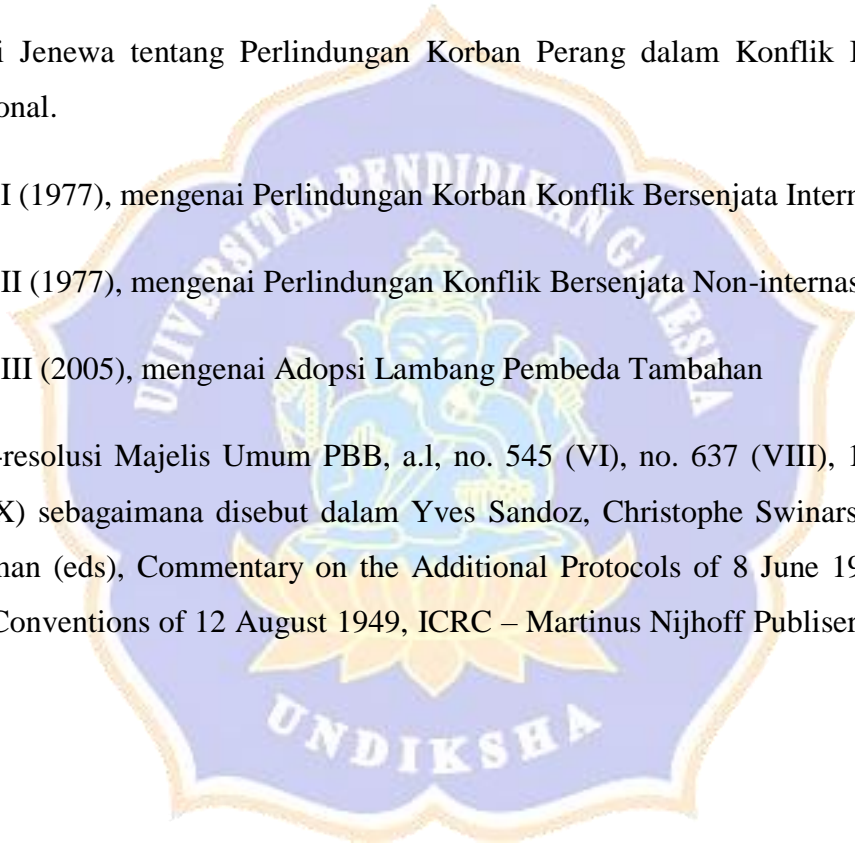 i Jenewa tentang Perlindungan Korban Perang dalam Konflik
onal.
I (1977), mengenai Perlindungan Korban Konflik Bersenjata Intern
II (1977), mengenai Perlindungan Konflik Bersenjata Non-internas
III (2005), mengenai Adopsi Lambang Pembeda Tambahan
-resolusi Majelis Umum PBB, a.l, no. 545 (VI), no. 637 (VIII), 1
X) sebagaimana disebut dalam Yves Sandoz, Christophe Swinars
man (eds), Commentary on the Additional Protocols of 8 June 19
Conventions of 12 August 1949, ICRC – Martinus Nijhoff Publiser
UNIVERSITAS PENDIDIKAN GANESHA
UNDIKSHA